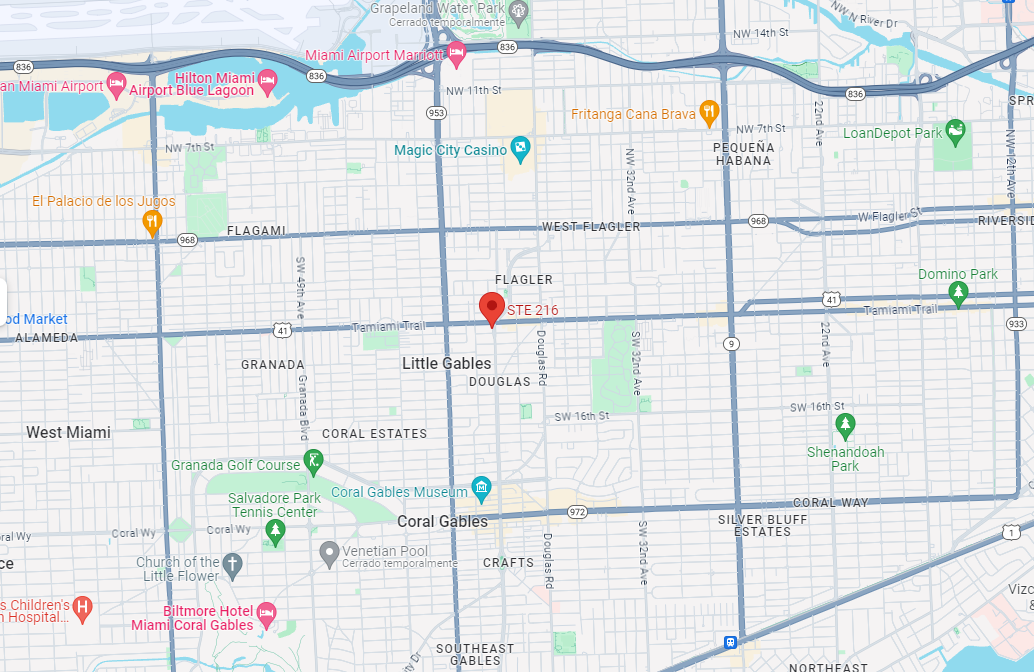 Grapeland Water Park
Cerrado temporalmente
NW N River Dr
NW 14th St
836
Miami Airport Marriott
836
836
Hilton Miami
Airport Blue Lagoon
an Miami Airport
NW 11th St
836
953
Fritanga Cana Brava
22nd Ave
SPR
NW 7th St
LoanDepot Park
NW 12th Ave
Magic City Casino
NW 7th St
PEQUEÑA
HABANA
NW 32nd Ave
El Palacio de los Jugos
968
FLAGAMI
WEST FLAGLER
968
W Flagler St
RIVERSID
SW 49th Ave
FLAGLER
Domino Park
STE 216
41
Tamiami Trail
od Market
ALAMEDA
41
Tamiami Trail
933
22nd Ave
9
GRANADA
Little Gables
DOUGLAS
Douglas Rd
SW 32nd Ave
Granada Blvd
SW 16th St
SW 16th St
West Miami
CORAL ESTATES
Shenandoah
Park
Granada Golf Course
Salvadore Park
Tennis Center
Coral Gables Museum
Coral Gables
972
CORAL WAY
SILVER BLUFF
ESTATES
1
oral Wy
Coral Wy
Coral Wy
Venetian Pool
Cerrado temporalmente
Church of the
Little Flower
CRAFTS
Douglas Rd
SW 32nd Ave
ce
Vizc
&
s Children's
n Hospital...
Biltmore Hotel
Miami Coral Gables
SOUTHEAST
GABLES
NORTHEAST